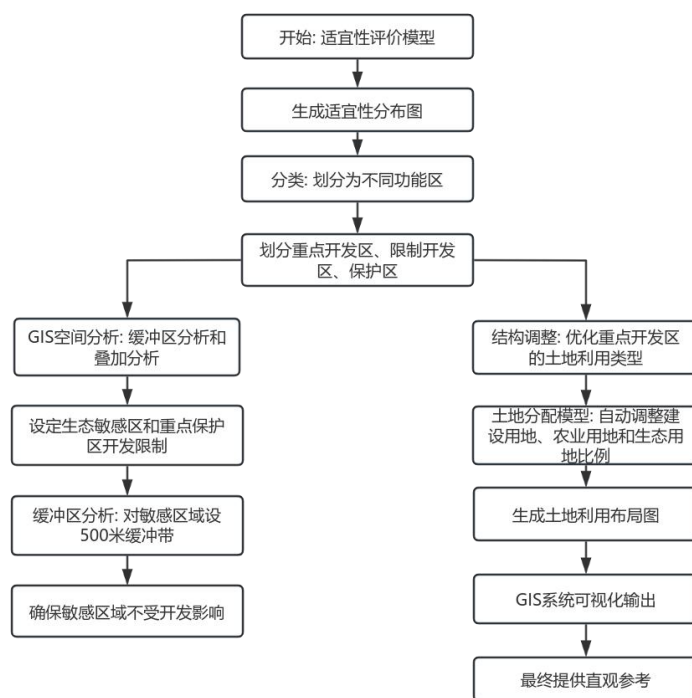 开始: 适宜性评价模型
生成适宜性分布图
分类: 划分为不同功能区
划分重点开发区、限制开发
区、保护区
GIS空间分析: 缓冲区分析和
叠加分析
设定生态敏感区和重点保护
区开发限制
缓冲区分析: 对敏感区域设
500米缓冲带
确保敏感区域不受开发影响
结构调整: 优化重点开发区
的土地利用类型
土地分配模型: 自动调整建
设用地、农业用地和生态用
地比例
生成土地利用布局图
GIS系统可视化输出
最终提供直观参考